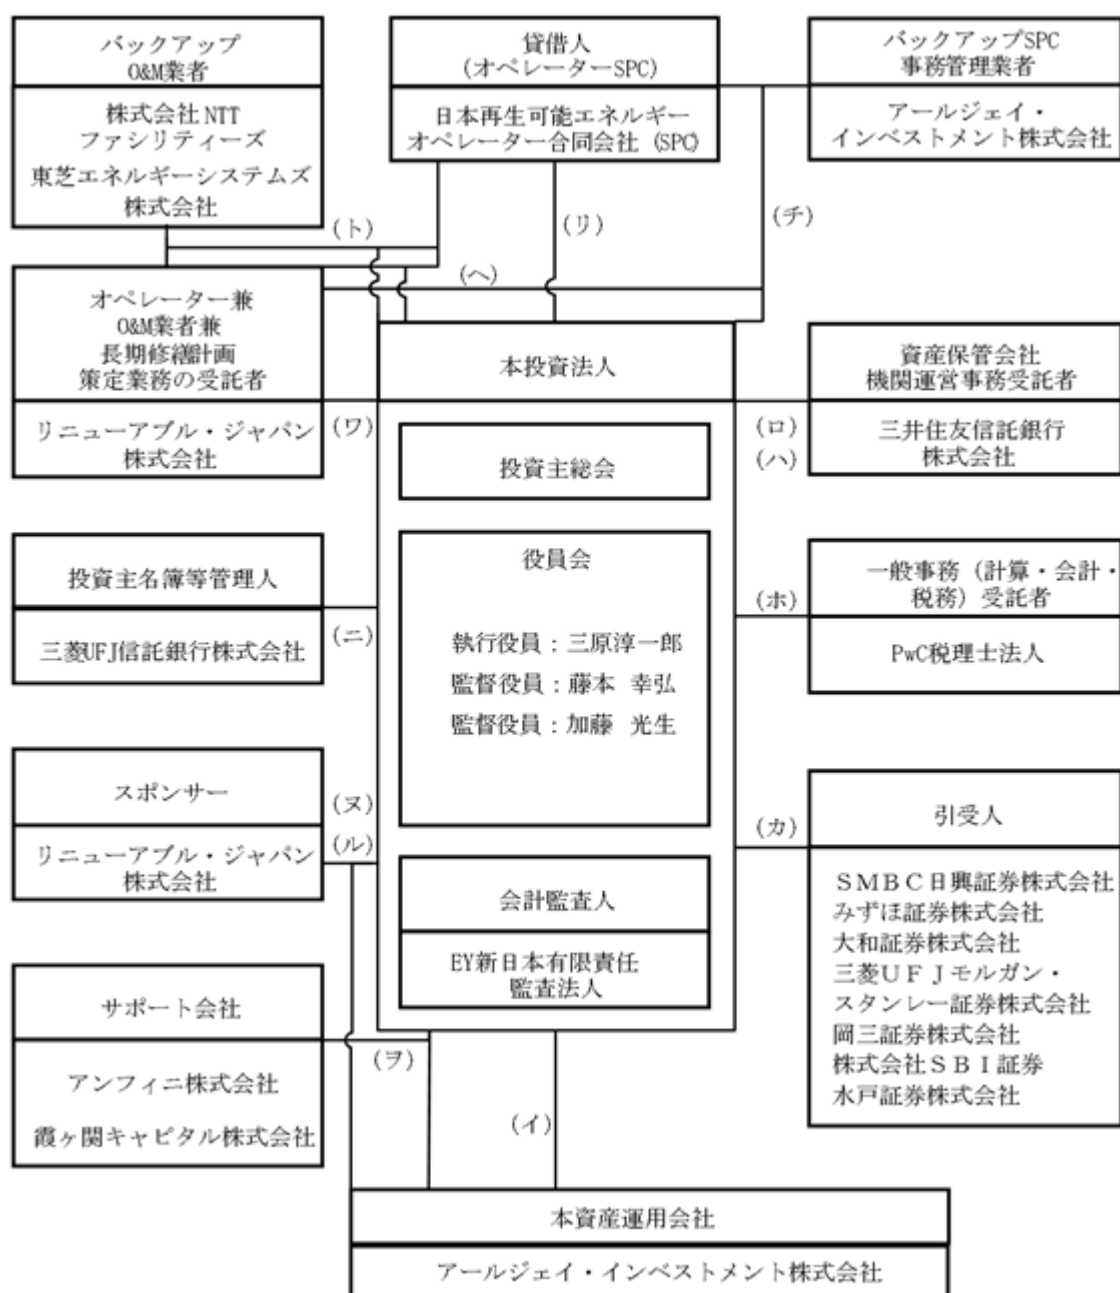 バックアップ
O&M業者
株式会社 NTT
ファシリティーズ
東芝エネルギーシステムズ
株式会社
貸借人
(オペレーターSPC)
日本再生可能エネルギー
オペレーター合同会社 (SPC)
バックアップSPC
事務管理業者
アールジェイ・
インベストメント株式会社
(ト)
(リ)
(チ)
(ヘ)
オペレーター兼
O&M業者兼
長期修繕計画
策定業務の受託者
リニューアブル・ジャパン
株式会社
(ワ)
本投資法人
資産保管会社
機関運営事務受託者
三井住友信託銀行
株式会社
(ロ)
(ハ)
投資主総会
役員会
執行役員：三原淳一郎
監督役員：藤本 幸弘
監督役員：加藤 光生
投資主名簿等管理人
三菱UFJ信託銀行株式会社
(ニ)
(ホ)
一般事務 (計算・会計・
税務) 受託者
PwC税理士法人
スポンサー
リニューアブル・ジャパン
株式会社
(ヌ)
(ル)
(カ)
引受人
ＳＭＢＣ日興証券株式会社
みずほ証券株式会社
大和証券株式会社
三菱ＵＦＪモルガン・
スタンレー証券株式会社
岡三証券株式会社
株式会社ＳＢＩ証券
水戸証券株式会社
会計監査人
EY新日本有限責任
監査法人
サポート会社
アンフィニ株式会社
霞ヶ関キャピタル株式会社
(ヲ)
(イ)
本資産運用会社
アールジェイ・インベストメント株式会社